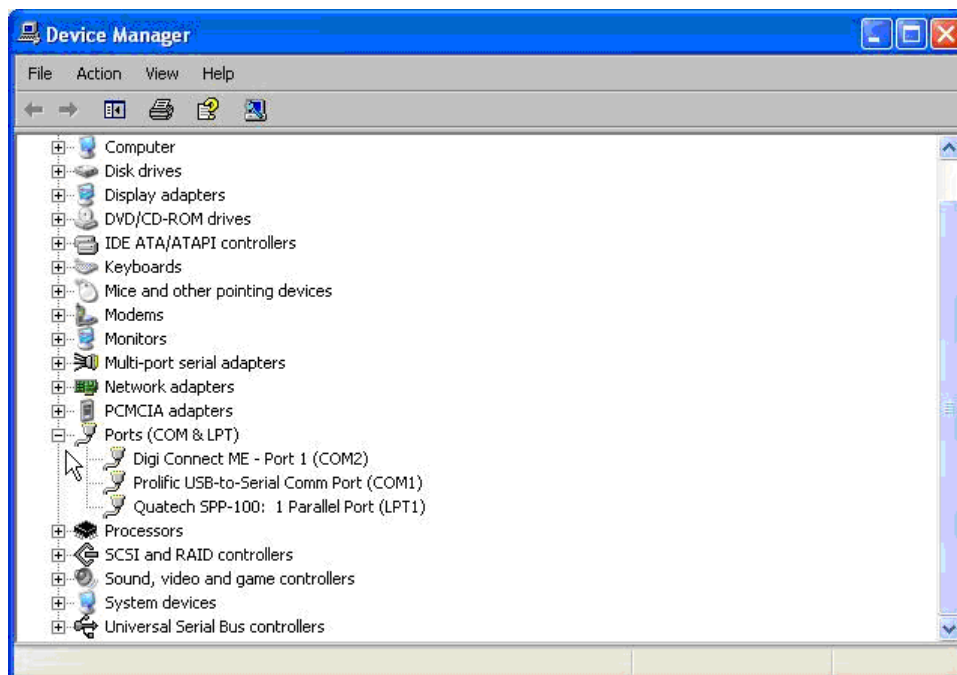 Device Manager
File Action View Help
Computer
Disk drives
Display adapters
DVD/CD-ROM drives
IDE ATA/ATAPI controllers
Keyboards
Mice and other pointing devices
Modems
Monitors
Multi-port serial adapters
Network adapters
PCMCIA adapters
Ports (COM & LPT)
Digi Connect ME - Port 1 (COM2)
Prolific USB-to-Serial Comm Port (COM1)
Quatech SPP-100: 1 Parallel Port (LPT1)
Processors
SCSI and RAID controllers
Sound, video and game controllers
System devices
Universal Serial Bus controllers